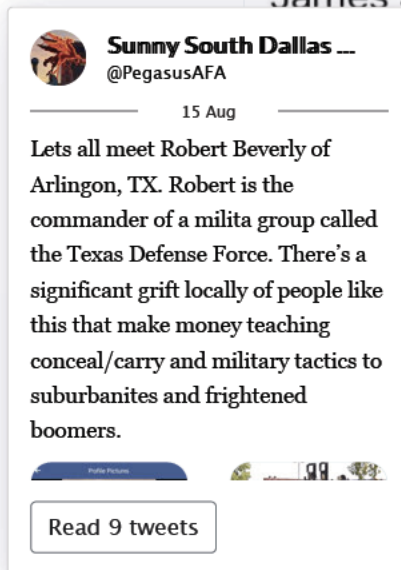 Sunny South Dallas ...
@PegasusAFA
15 Aug
Lets all meet Robert Beverly of
Arlingon, TX. Robert is the
commander of a milita group called
the Texas Defense Force. There’s a
significant grift locally of people like
this that make money teaching
conceal/carry and military tactics to
suburbanites and frightened
boomers.
Profile Pictures
Read 9 tweets